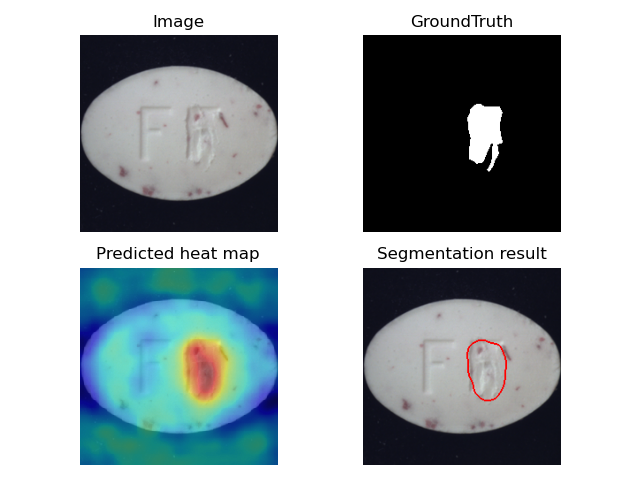 Image
GroundTruth
F
Predicted heat map
Segmentation result
F
F